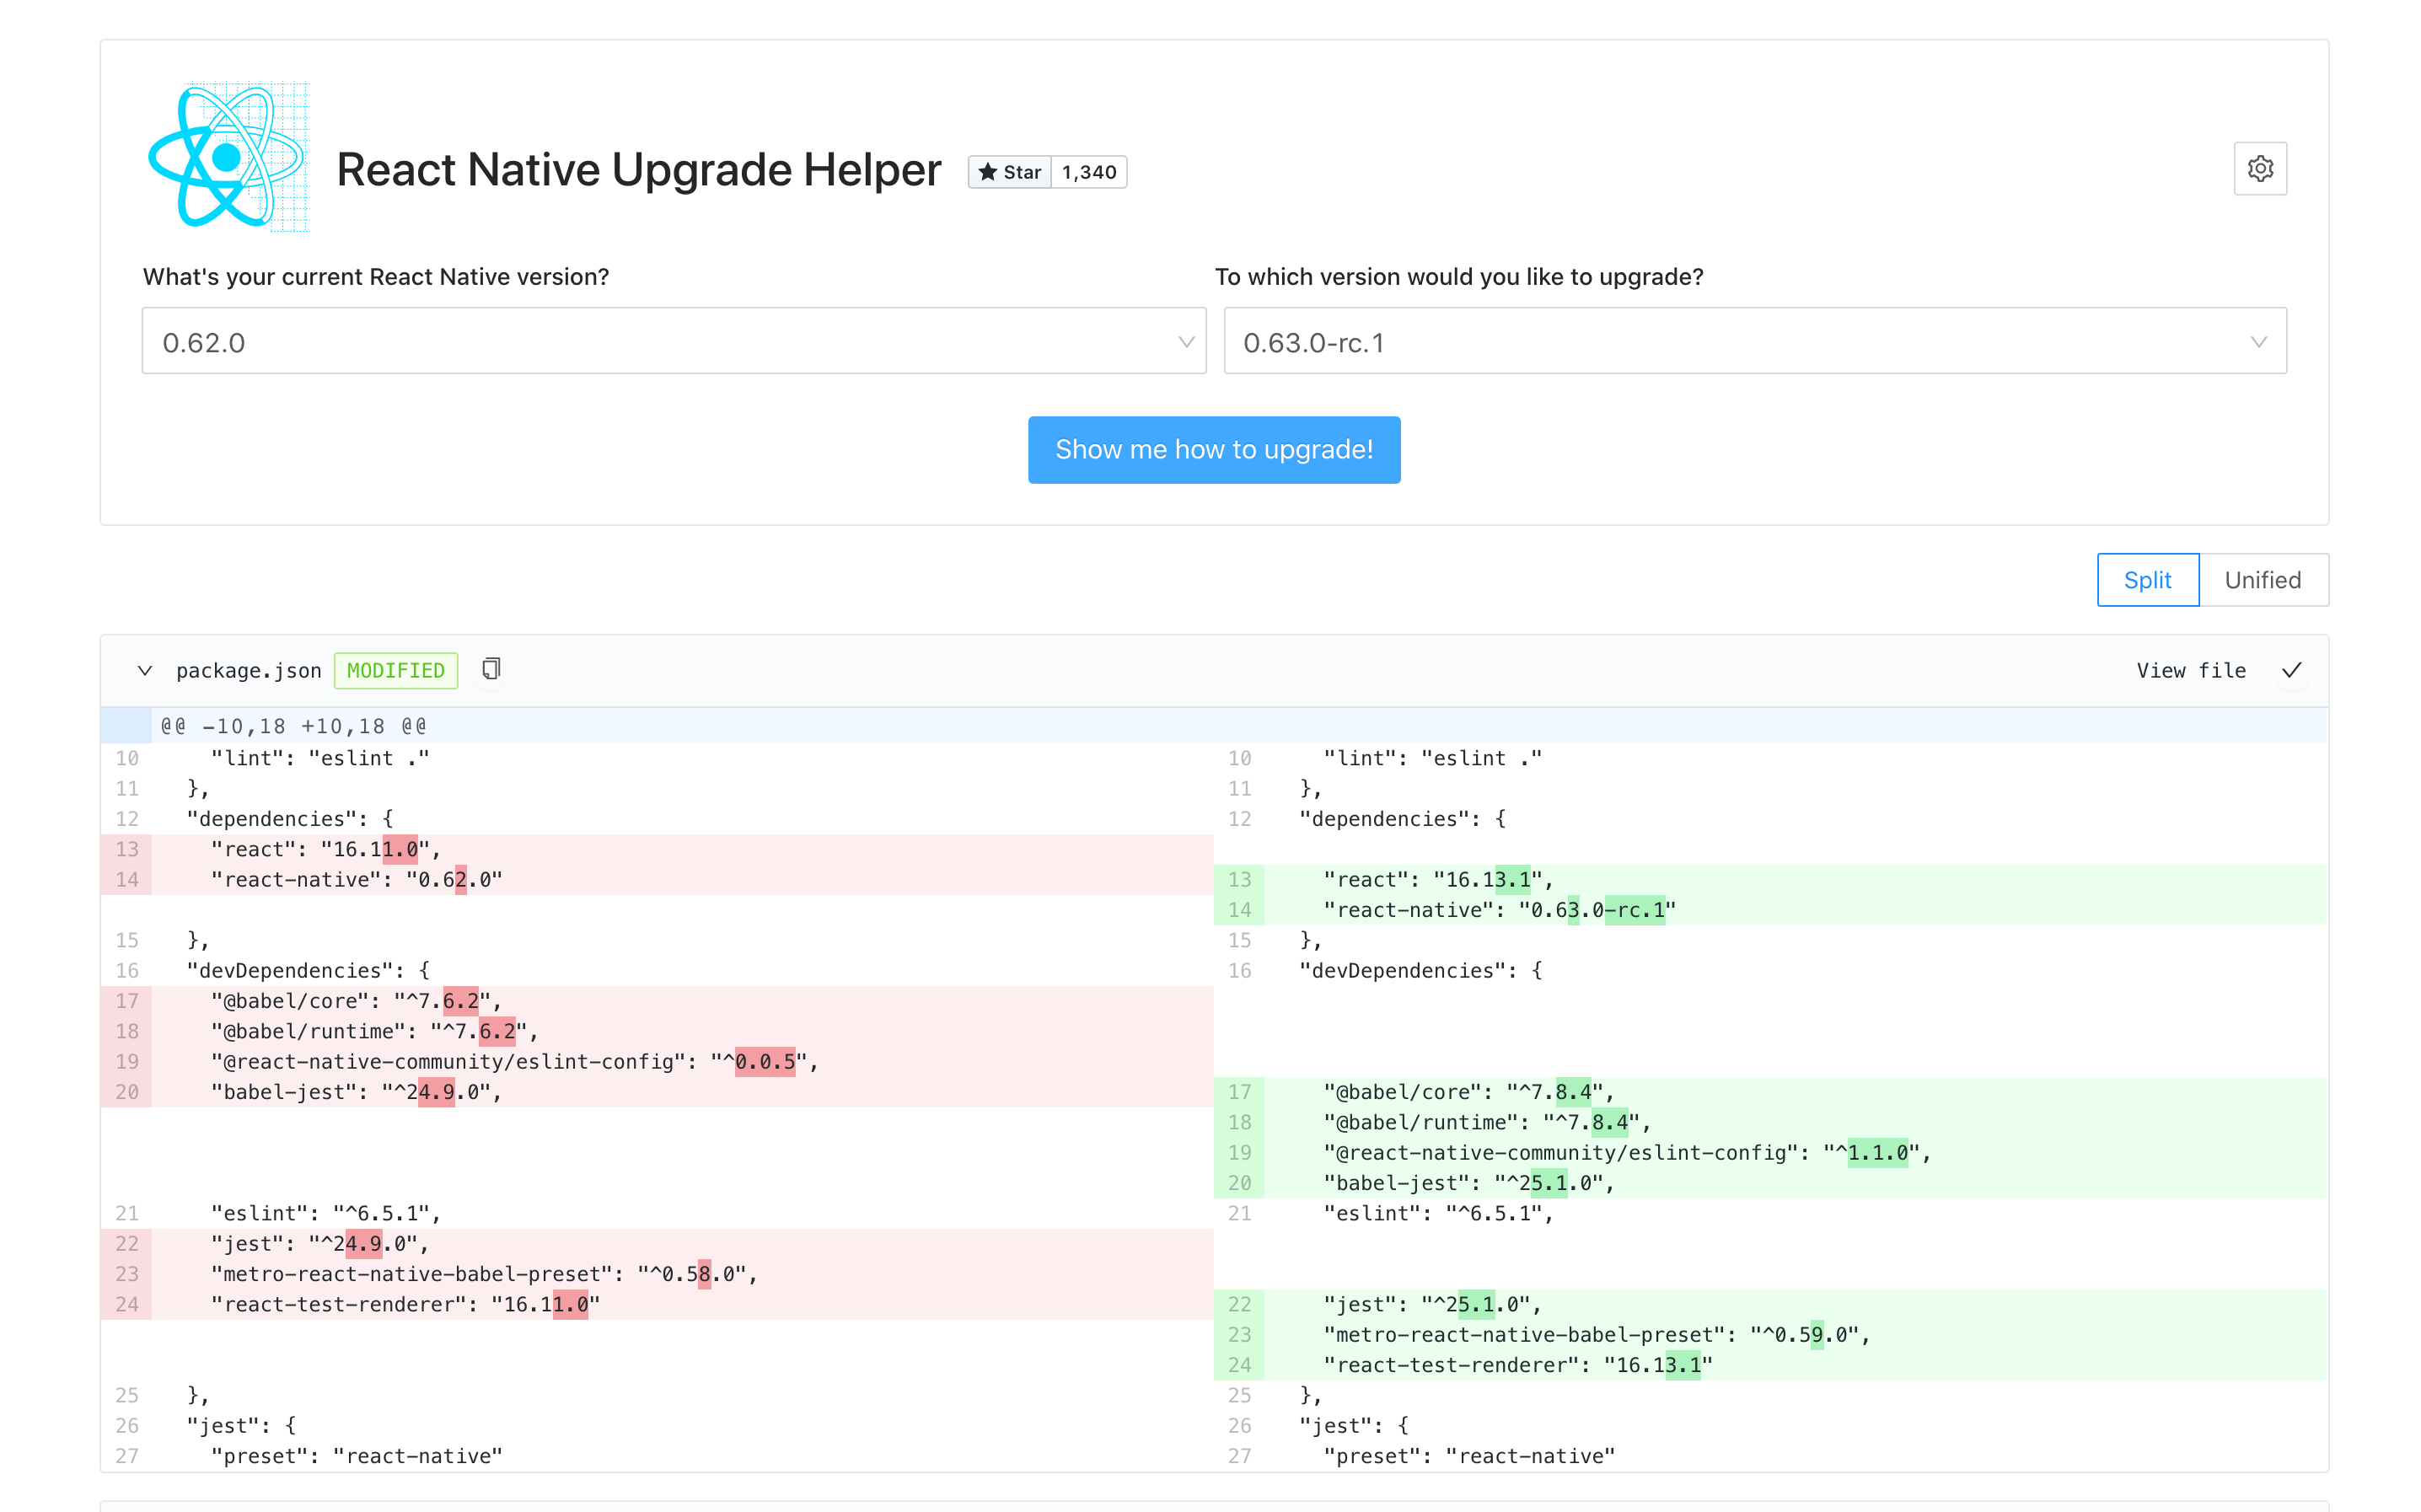 React Native Upgrade Helper
Star 1,340
What's your current React Native version?
To which version would you like to upgrade?
0.62.0
0.63.0-rc.1
Show me how to upgrade!
Split Unified
package.json MODIFIED View file
@@ -10,18 +10,18 @@
10 "lint": "eslint ."
11 },
12 "dependencies": {
13 "react": "16.11.0",
14 "react-native": "0.62.0"
15 },
16 "devDependencies": {
17 "@babel/core": "^7.6.2",
18 "@babel/runtime": "^7.6.2",
19 "@react-native-community/eslint-config": "^0.0.5",
20 "babel-jest": "^24.9.0",
21 "eslint": "^6.5.1",
22 "jest": "^24.9.0",
23 "metro-react-native-babel-preset": "^0.58.0",
24 "react-test-renderer": "16.11.0"
25 },
26 "jest": {
27 "preset": "react-native"
10 "lint": "eslint ."
11 },
12 "dependencies": {
13 "react": "16.13.1",
14 "react-native": "0.63.0-rc.1"
15 },
16 "devDependencies": {
17 "@babel/core": "^7.8.4",
18 "@babel/runtime": "^7.8.4",
19 "@react-native-community/eslint-config": "^1.1.0",
20 "babel-jest": "^25.1.0",
21 "eslint": "^6.5.1",
22 "jest": "^25.1.0",
23 "metro-react-native-babel-preset": "^0.59.0",
24 "react-test-renderer": "16.13.1"
25 },
26 "jest": {
27 "preset": "react-native"